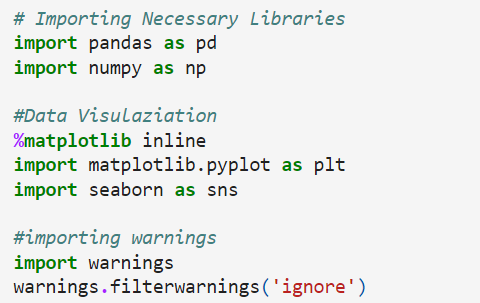 # Importing Necessary Libraries
import pandas as pd
import numpy as np
#Data Visulaziation
%matplotlib inline
import matplotlib.pyplot as plt
import seaborn as sns
#importing warnings
import warnings
warnings.filterwarnings('ignore')